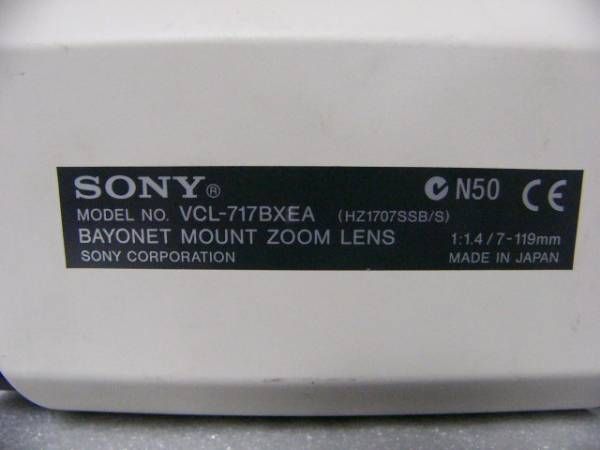 SONY® N50 CE
MODEL NO. VCL-717BXEA (HZ1707SSB/S)
BAYONET MOUNT ZOOM LENS 1:1.4 / 7-119mm
SONY CORPORATION MADE IN JAPAN